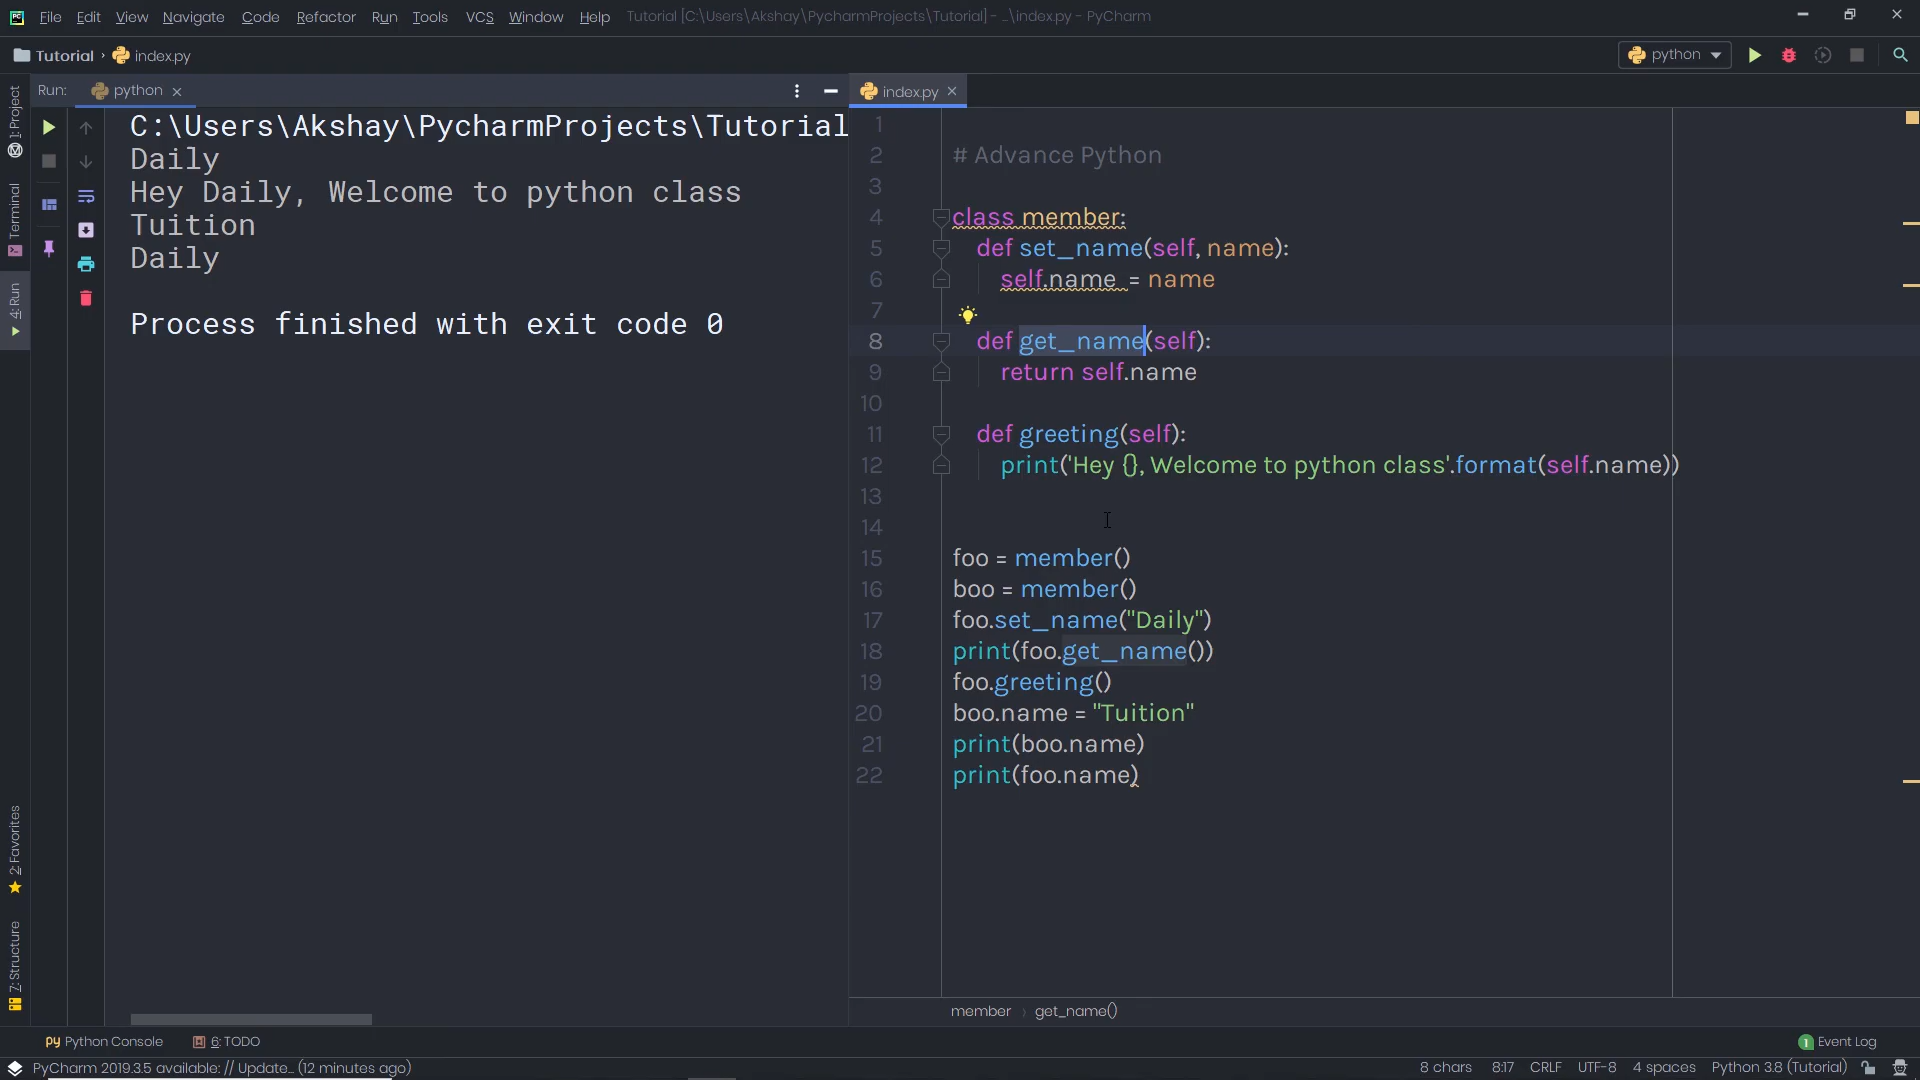 PC File Edit View Navigate Code Refactor Run Tools VCS Window Help Tutorial [C:\Users\Akshay\PycharmProjects\Tutorial] - ...\index.py - PyCharm
Tutorial › index.py python
Run: python index.py
1: Project
Terminal
4: Run
2: Favorites
7: Structure
C:\Users\Akshay\PycharmProjects\Tutorial
Daily
Hey Daily, Welcome to python class
Tuition
Daily
Process finished with exit code 0
1
2 # Advance Python
3
4 class member:
5 def set_name(self, name):
6 self.name = name
7
8 def get_name(self):
9 return self.name
10
11 def greeting(self):
12 print('Hey {}, Welcome to python class'.format(self.name))
13
14
15 foo = member()
16 boo = member()
17 foo.set_name("Daily")
18 print(foo.get_name())
19 foo.greeting()
20 boo.name = "Tuition"
21 print(boo.name)
22 print(foo.name)
member › get_name()
Python Console 6: TODO 1 Event Log
PyCharm 2019.3.5 available: // Update... (12 minutes ago) 8 chars 8:17 CRLF UTF-8 4 spaces Python 3.8 (Tutorial)